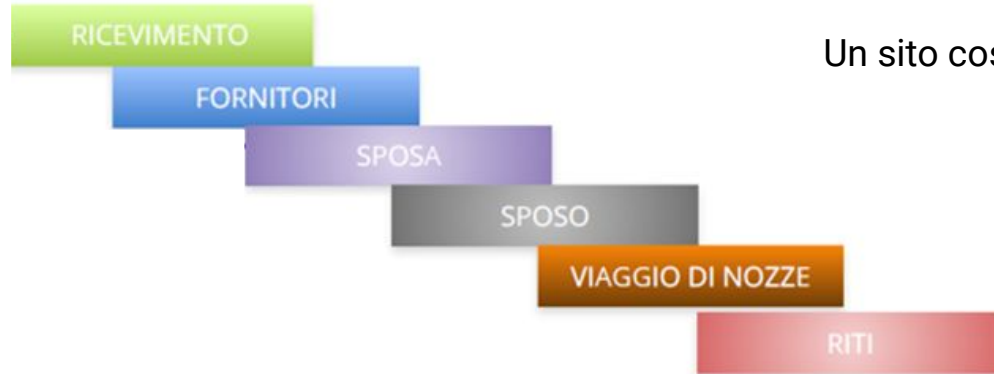 RICEVIMENTO
Un sito
FORNITORI
SPOSA
SPOSO
VIAGGIO DI NOZZE
RITI